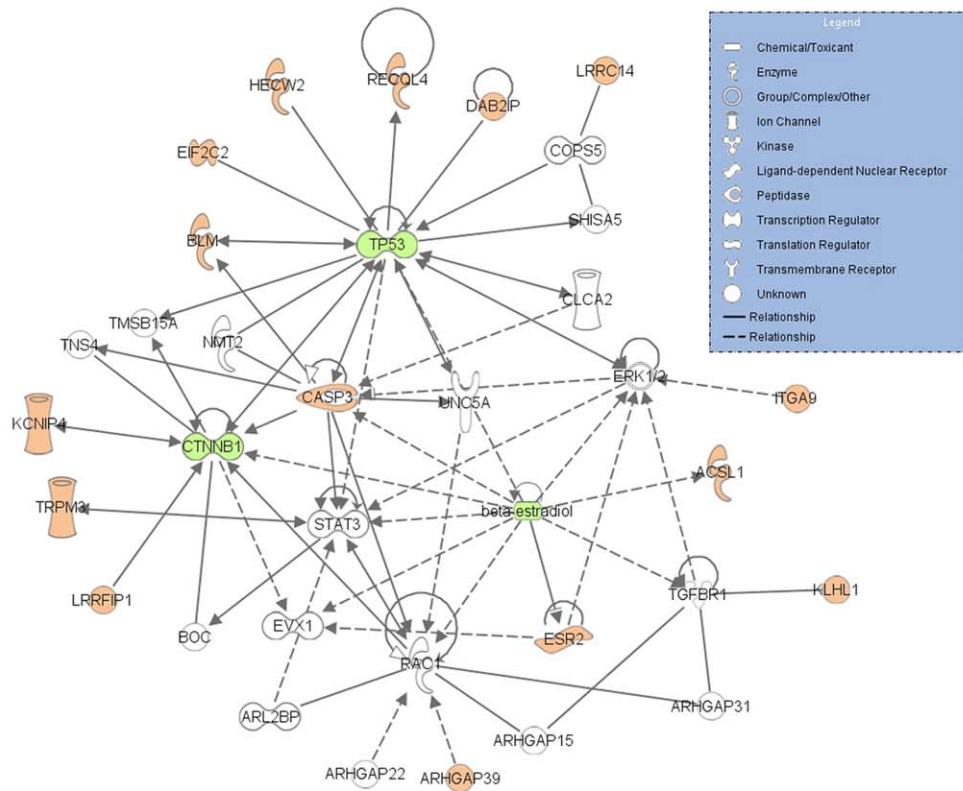 Legend
Chemical/Toxicant
Enzyme
Group/Complex/Other
Ion Channel
Kinase
Ligand-dependent Nuclear Receptor
Peptidase
Transcription Regulator
Translation Regulator
Transmembrane Receptor
Unknown
Relationship
Relationship
HECW2
RECQL4
LRRC14
DAB2IP
EIF2C2
COPS5
SHISA5
BLM
TP53
CLCA2
TMSB15A
TNS4
NMT2
ERK1/2
CASP3
UNC5A
ITGA9
KCNIP4
CTNNB1
ACSL1
TRPM3
beta-estradiol
STAT3
LRRFIP1
TGFBR1
KLHL1
BOC
EVX1
ESR2
RAC1
ARL2BP
ARHGAP31
ARHGAP15
ARHGAP22
ARHGAP39